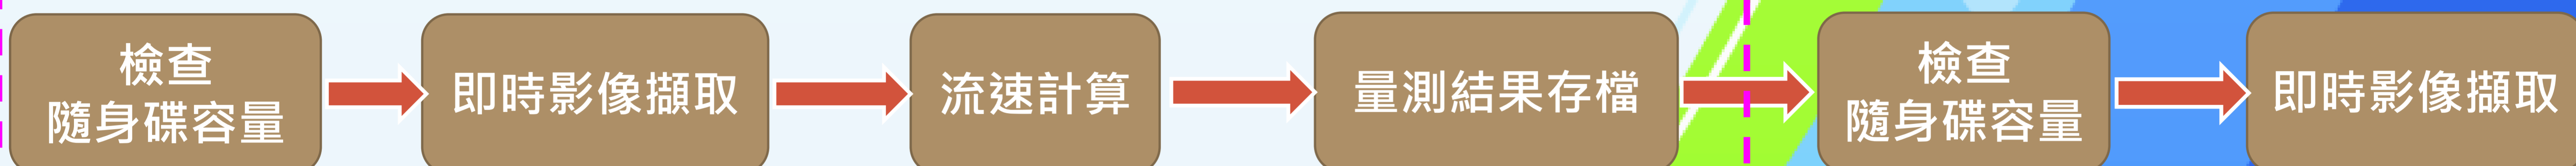 檢查
隨身碟容量
即時影像擷取
流速計算
量測結果存檔
檢查
隨身碟容量
即時影像擷取